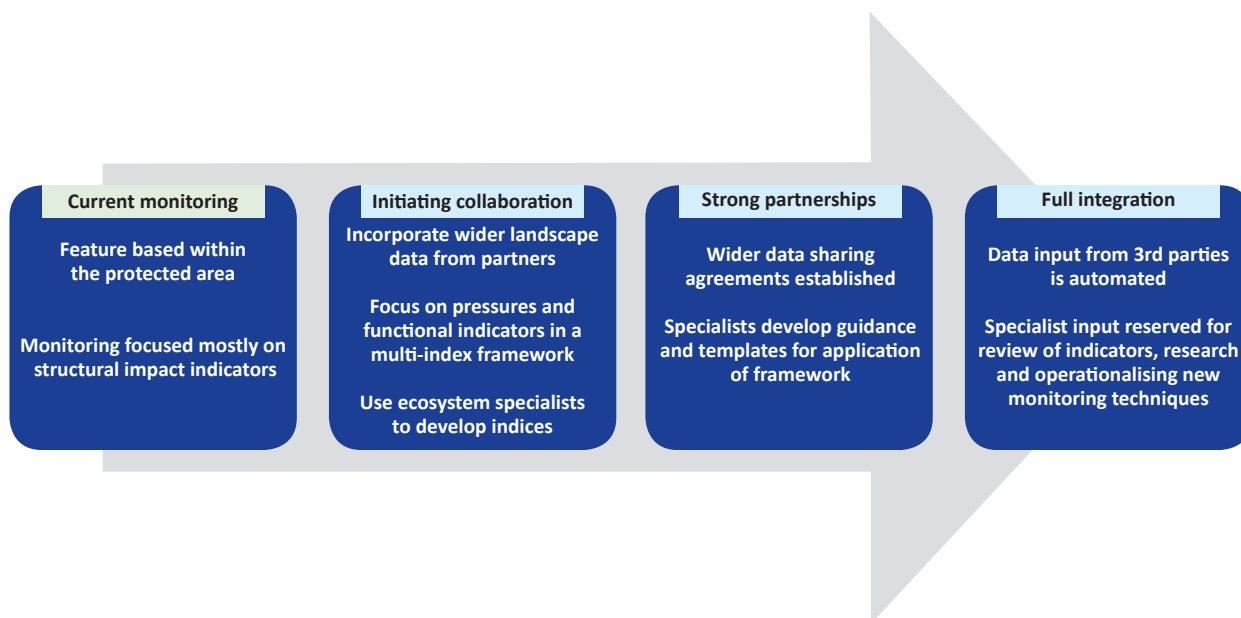 Current monitoring
Feature based within
the protected area
Monitoring focused mostly on
structural impact indicators
Initiating collaboration
Incorporate wider landscape
data from partners
Focus on pressures and
functional indicators in a
multi-index framework
Use ecosystem specialists
to develop indices
Strong partnerships
Wider data sharing
agreements established
Specialists develop guidance
and templates for application
of framework
Full integration
Data input from 3rd parties
is automated
Specialist input reserved for
review of indicators, research
and operationalising new
monitoring techniques